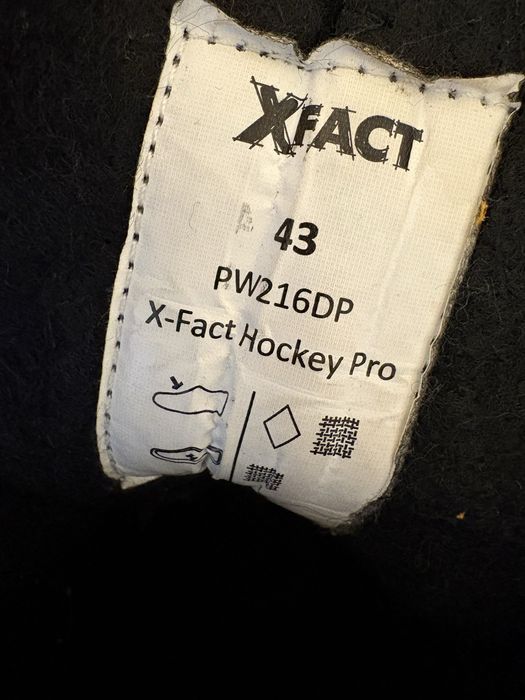 XFACT
43
PW216DP
X-Fact Hockey Pro